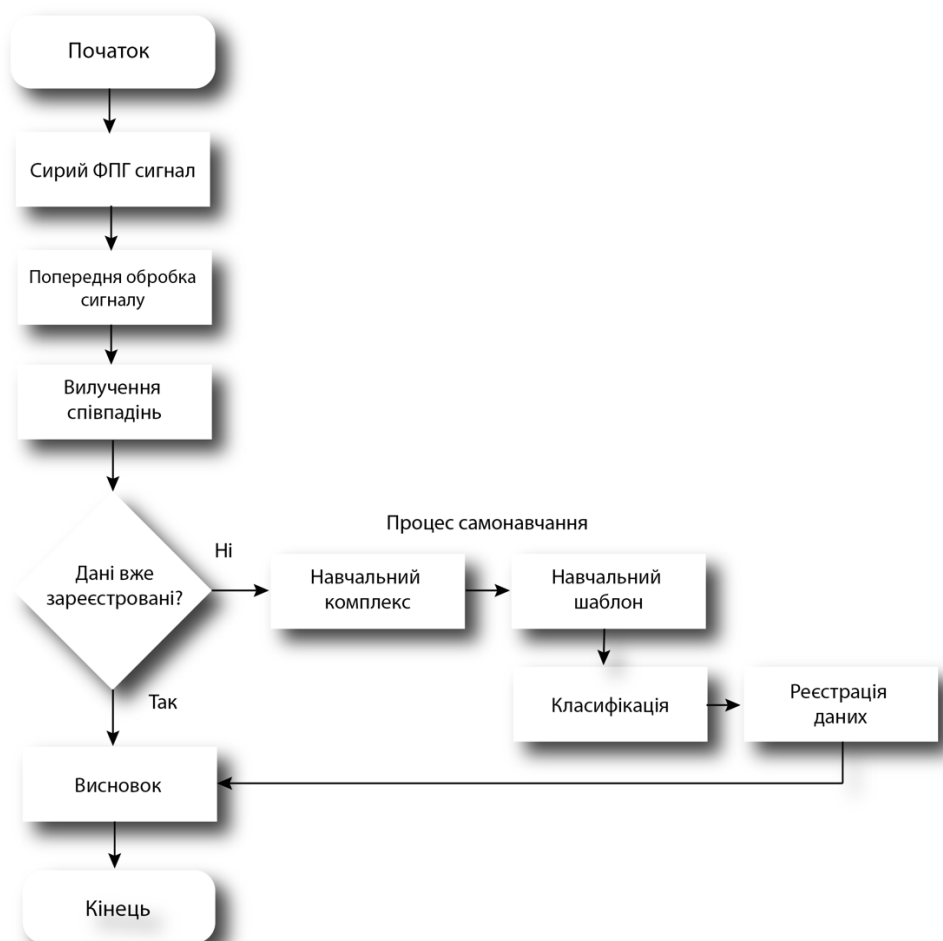 Початок
Сирий ФПГ сигнал
Попередня обробка
сигналу
Вилучення
співпадінь
Дані вже
зареєстровані?
Ні
Так
Процес самонавчання
Навчальний
комплекс
Навчальний
шаблон
Класифікація
Реєстрація
даних
Висновок
Кінець